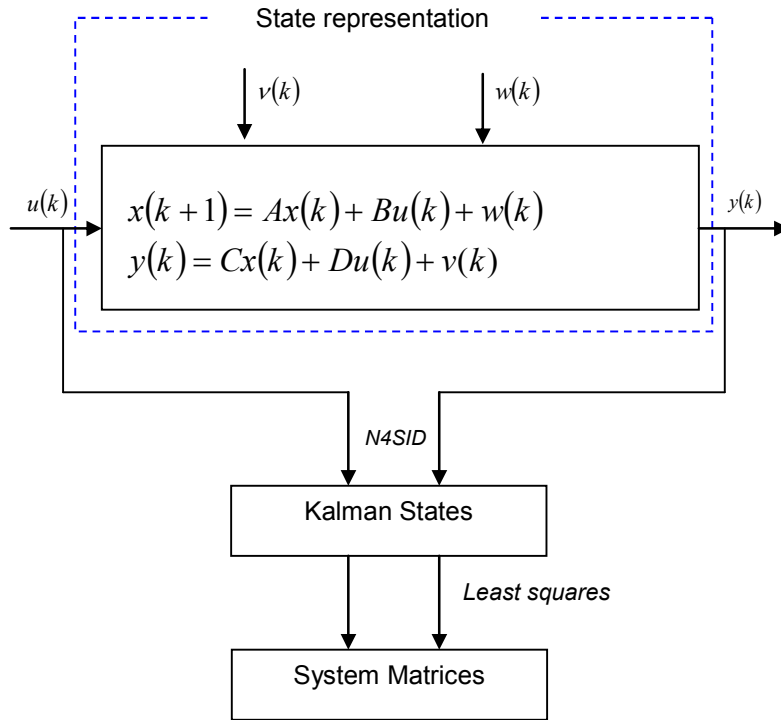 State representation
ν(k)
w(k)
u(k)
x(k + 1) = Ax(k) + Bu(k) + w(k)
y(k) = Cx(k) + Du(k) + v(k)
y(k)
N4SID
Kalman States
Least squares
System Matrices